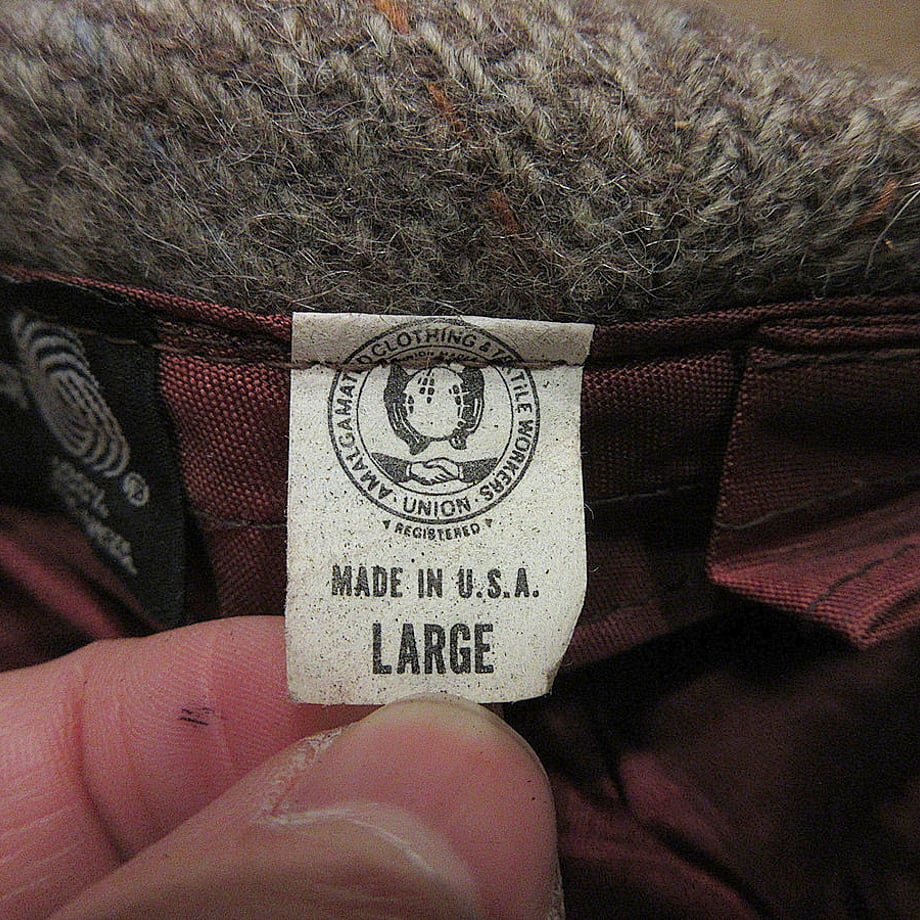 AMALGAMATED CLOTHING & TEXTILE WORKERS
· UNION ·
REGISTERED
MADE IN U.S.A.
LARGE
®